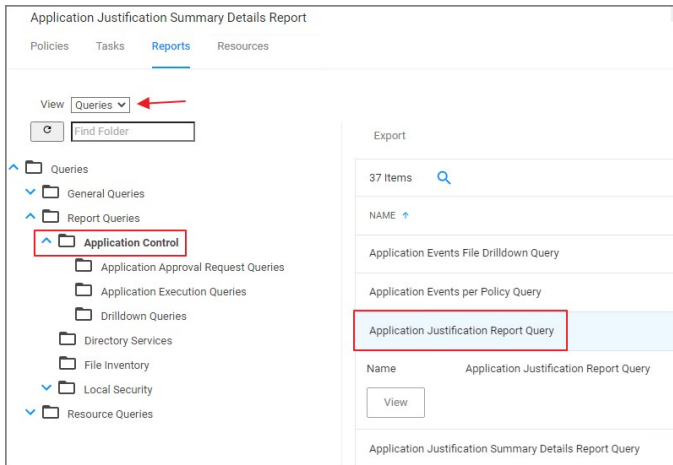 Application Justification Summary Details Report
Policies Tasks Reports Resources
View Queries
Find Folder
Queries
General Queries
Report Queries
Application Control
Application Approval Request Queries
Application Execution Queries
Drilldown Queries
Directory Services
File Inventory
Local Security
Resource Queries
Export
37 Items
NAME
Application Events File Drilldown Query
Application Events per Policy Query
Application Justification Report Query
Name Application Justification Report Query
View
Application Justification Summary Details Report Query